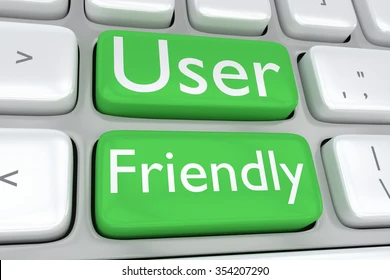 User
Friendly
>
<
: ;
" ,
| \
shutterstock.com · 354207290